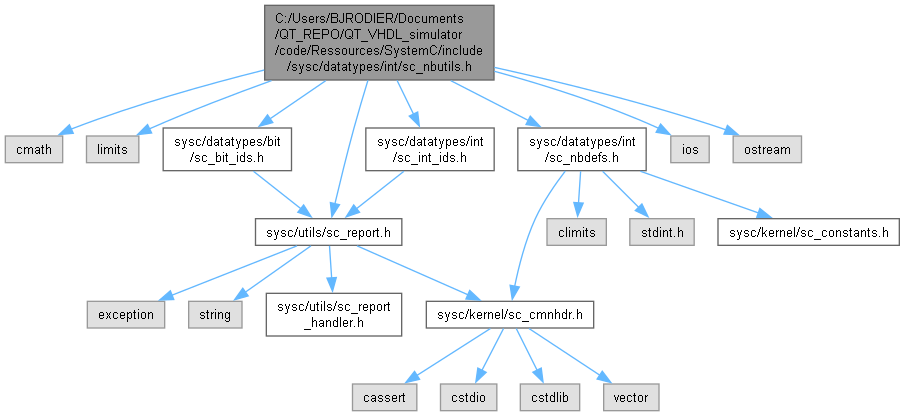 C:/Users/BJRODIER/Documents
/QT_REPO/QT_VHDL_simulator
/code/Ressources/SystemC/include
/sysc/datatypes/int/sc_nbutils.h
cmath
limits
sysc/datatypes/bit
/sc_bit_ids.h
sysc/datatypes/int
/sc_int_ids.h
sysc/datatypes/int
/sc_nbdefs.h
ios
ostream
sysc/utils/sc_report.h
climits
stdint.h
sysc/kernel/sc_constants.h
exception
string
sysc/utils/sc_report
_handler.h
sysc/kernel/sc_cmnhdr.h
cassert
cstdio
cstdlib
vector